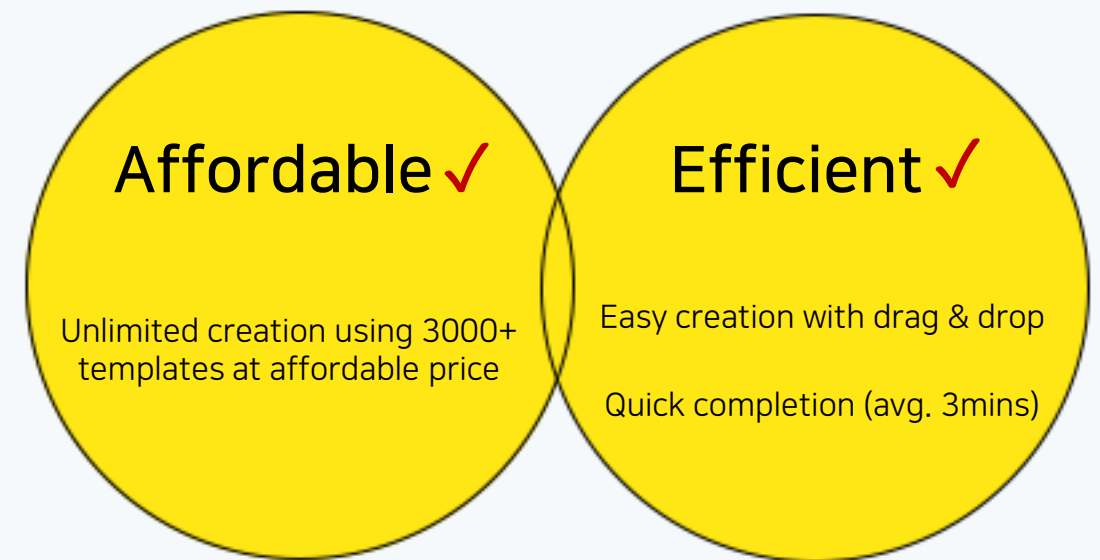 Affordable ✓
Unlimited creation using 3000+
templates at affordable price
Efficient ✓
Easy creation with drag & drop
Quick completion (avg. 3mins)